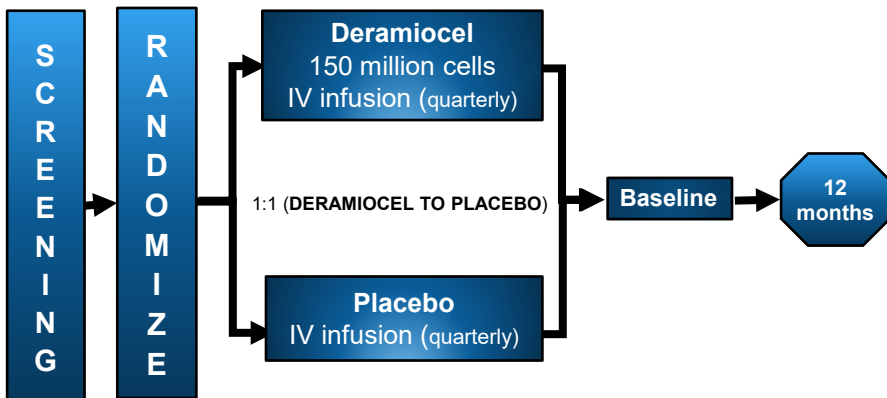 SCREENING
RANDOMIZE
Deramiocel
150 million cells
IV infusion (quarterly)
1:1 (DERAMIOCEL TO PLACEBO)
Placebo
IV infusion (quarterly)
Baseline
12
months